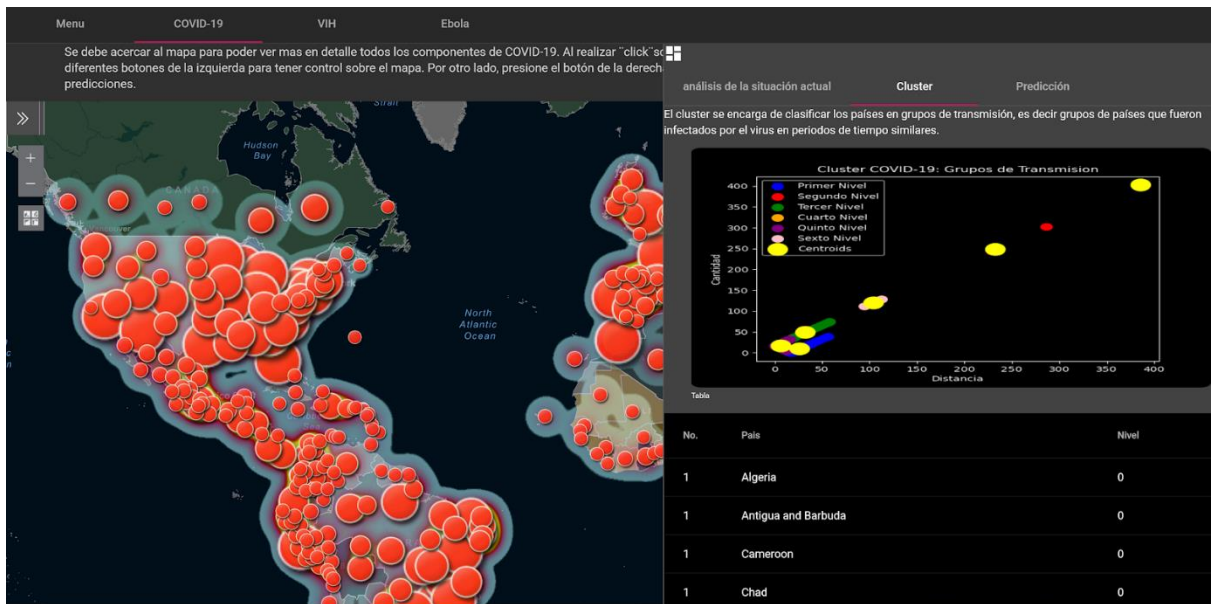 Menu COVID-19 VIH Ebola
Se debe acercar al mapa para poder ver mas en detalle todos los componentes de COVID-19. Al realizar ¨click¨
diferentes botones de la izquierda para tener control sobre el mapa. Por otro lado, presione el botón de la
predicciones.
Strait
Hudson
Bay
CANADA
Vancouver
North
Atlantic
Ocean
análisis de la situación actual Cluster Predicción
El cluster se encarga de clasificar los países en grupos de transmisión, es decir grupos de países que fueron
infectados por el virus en periodos de tiempo similares.
Cluster COVID-19: Grupos de Transmision
Primer Nivel
Segundo Nivel
Tercer Nivel
Cuarto Nivel
Quinto Nivel
Sexto Nivel
Centroids
Cantidad
400
350
300
250
200
150
100
50
0
0 50 100 150 200 250 300 350 400
Distancia
Tabla
No. Pais Nivel
1 Algeria 0
1 Antigua and Barbuda 0
1 Cameroon 0
1 Chad 0